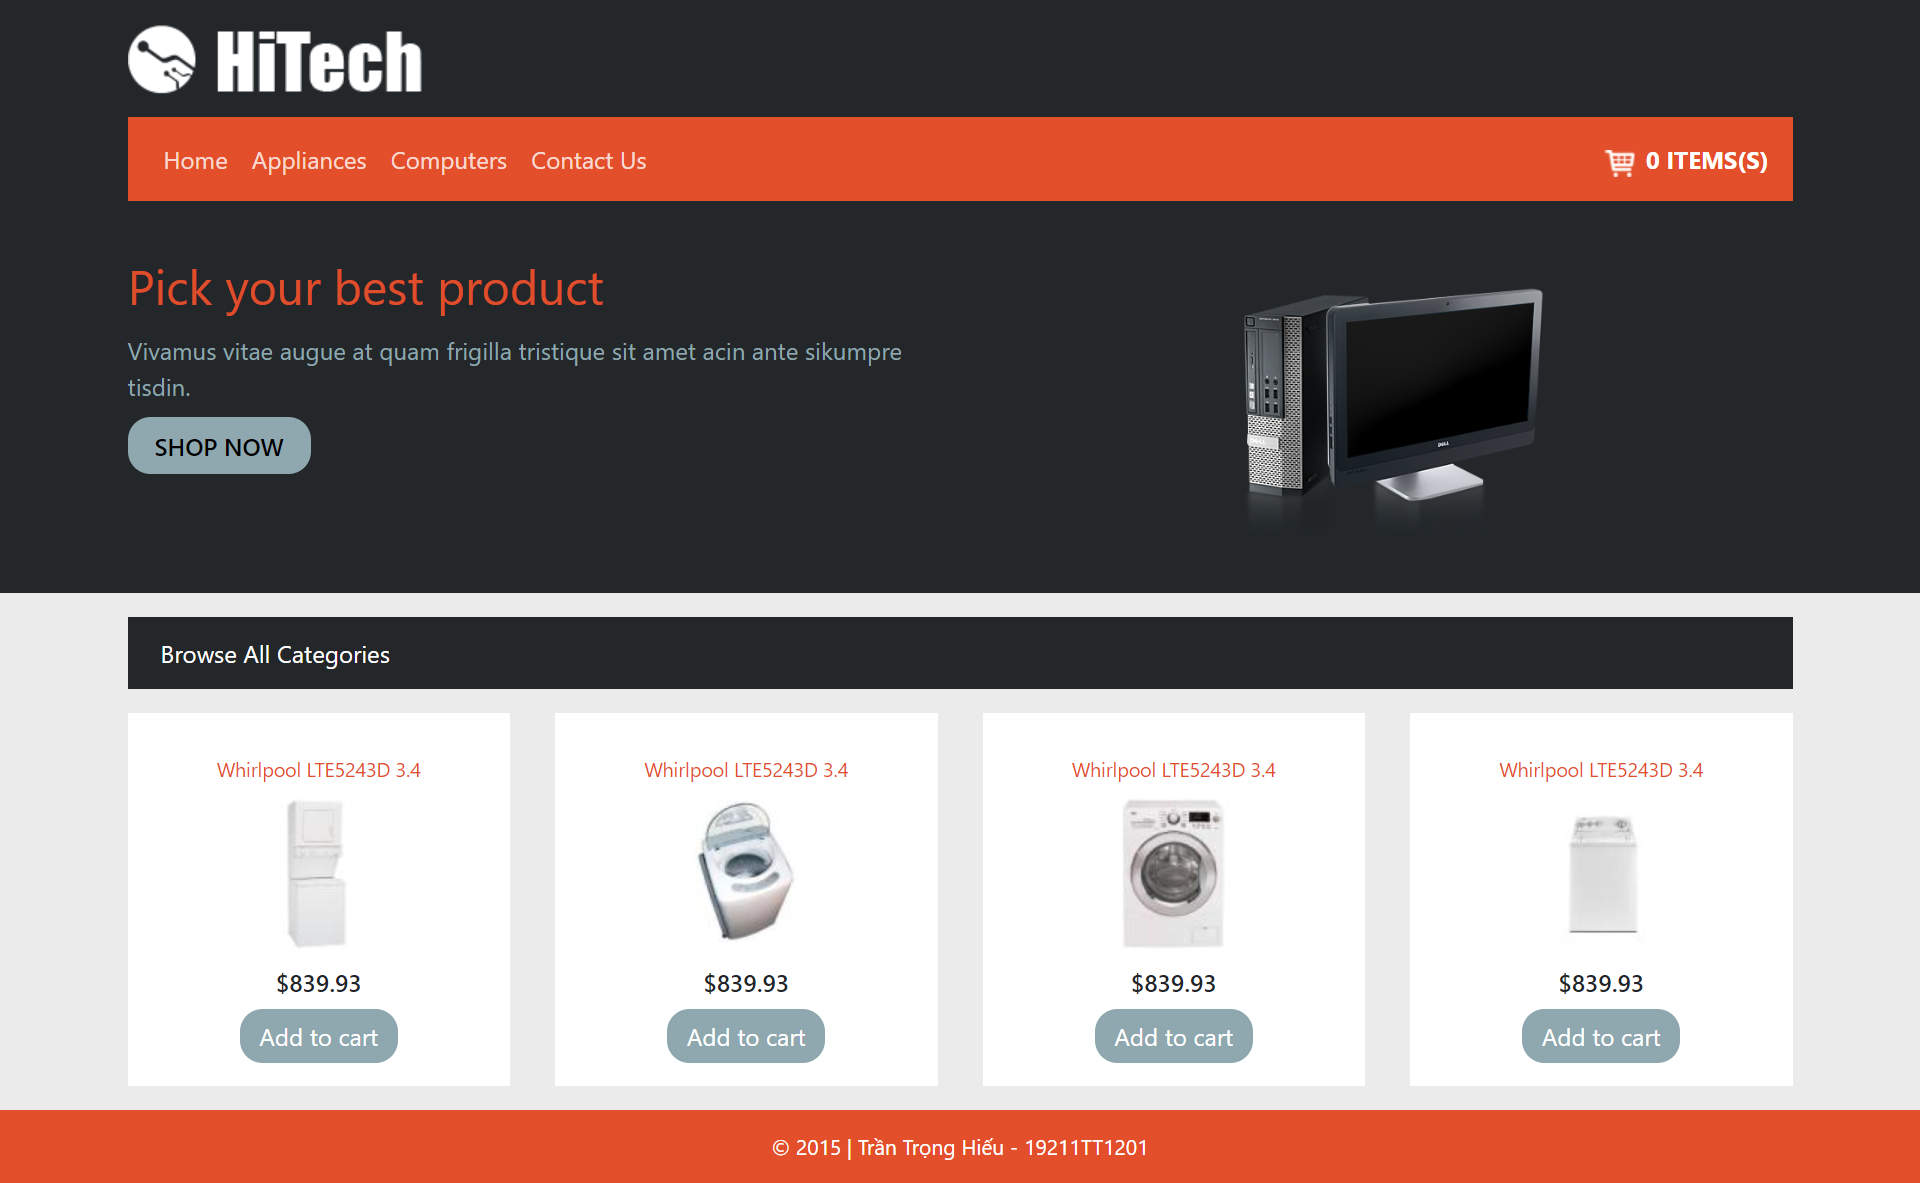 HiTech
Home Appliances Computers Contact Us 0 ITEMS(S)
Pick your best product
Vivamus vitae augue at quam frigilla tristique sit amet acin ante sikumpre
tisdin.
SHOP NOW
DELL
DELL
Browse All Categories
Whirlpool LTE5243D 3.4 Whirlpool LTE5243D 3.4 Whirlpool LTE5243D 3.4 Whirlpool LTE5243D 3.4
$839.93 $839.93 $839.93 $839.93
Add to cart Add to cart Add to cart Add to cart
© 2015 | Trần Trọng Hiếu - 19211TT1201